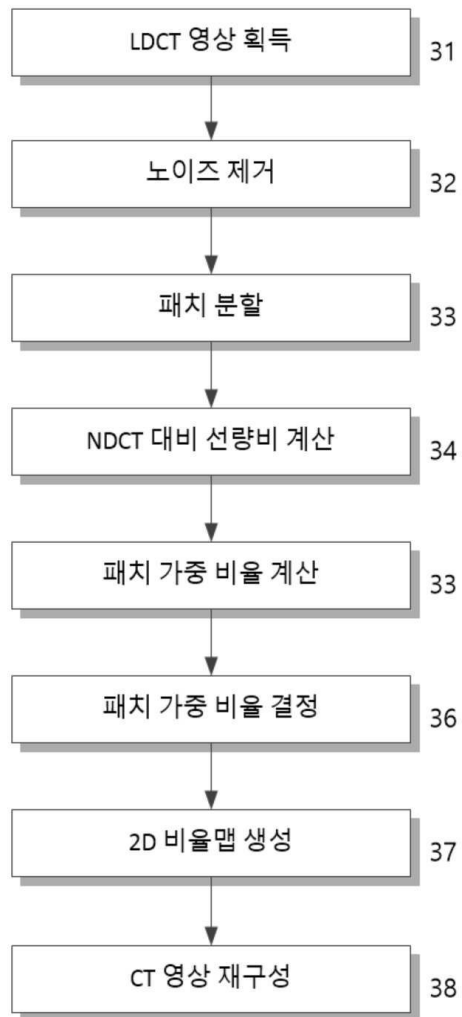 LDCT 영상 획득
31
노이즈 제거
32
패치 분할
33
NDCT 대비 선량비 계산
34
패치 가중 비율 계산
33
패치 가중 비율 결정
36
2D 비율맵 생성
37
CT 영상 재구성
38